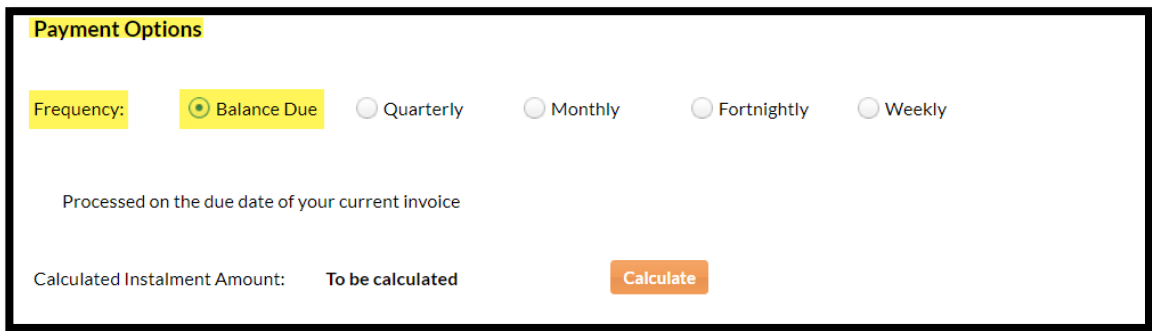 Payment Options
Frequency: Balance Due Quarterly Monthly Fortnightly Weekly
Processed on the due date of your current invoice
Calculated Instalment Amount: To be calculated Calculate